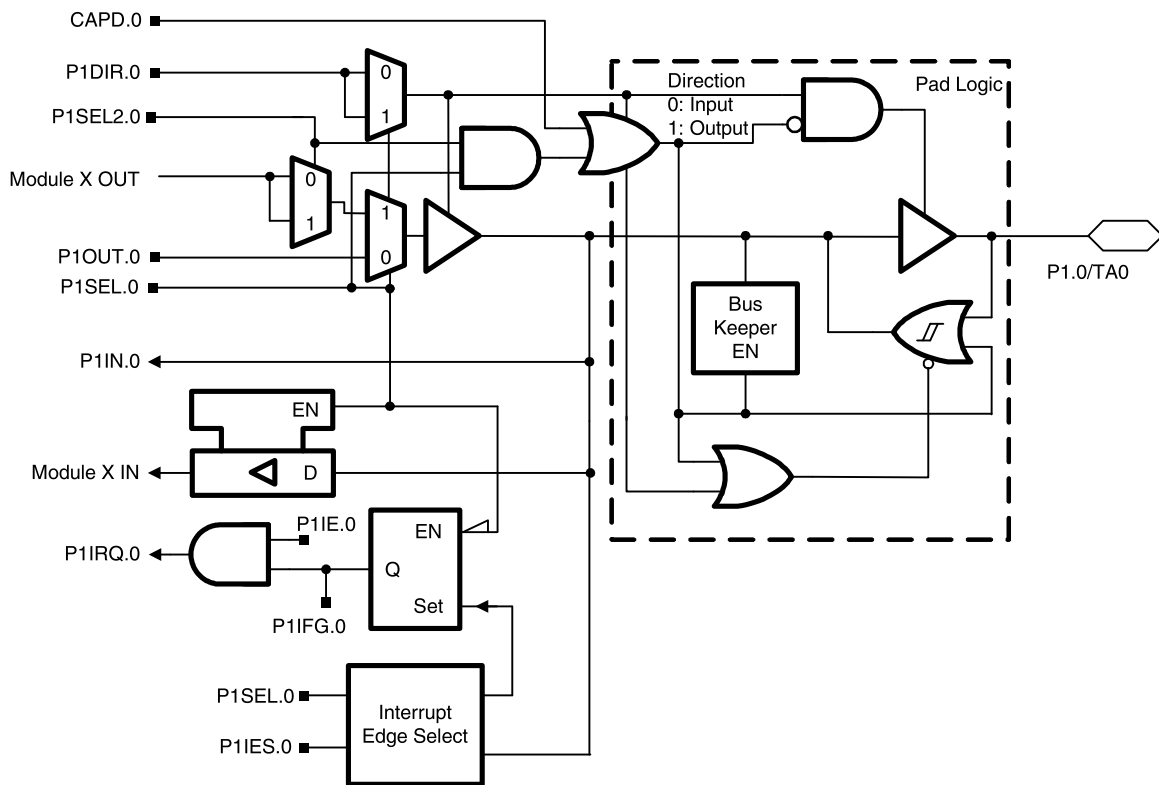 CAPD.0
P1DIR.0
0
1
Direction
0: Input
1: Output
Pad Logic
P1SEL2.0
Module X OUT
0
1
1
0
P1OUT.0
P1SEL.0
P1.0/TA0
Bus
Keeper
EN
P1IN.0
EN
Module X IN
D
P1IE.0
P1IRQ.0
EN
Q
Set
P1IFG.0
P1SEL.0
P1IES.0
Interrupt
Edge Select